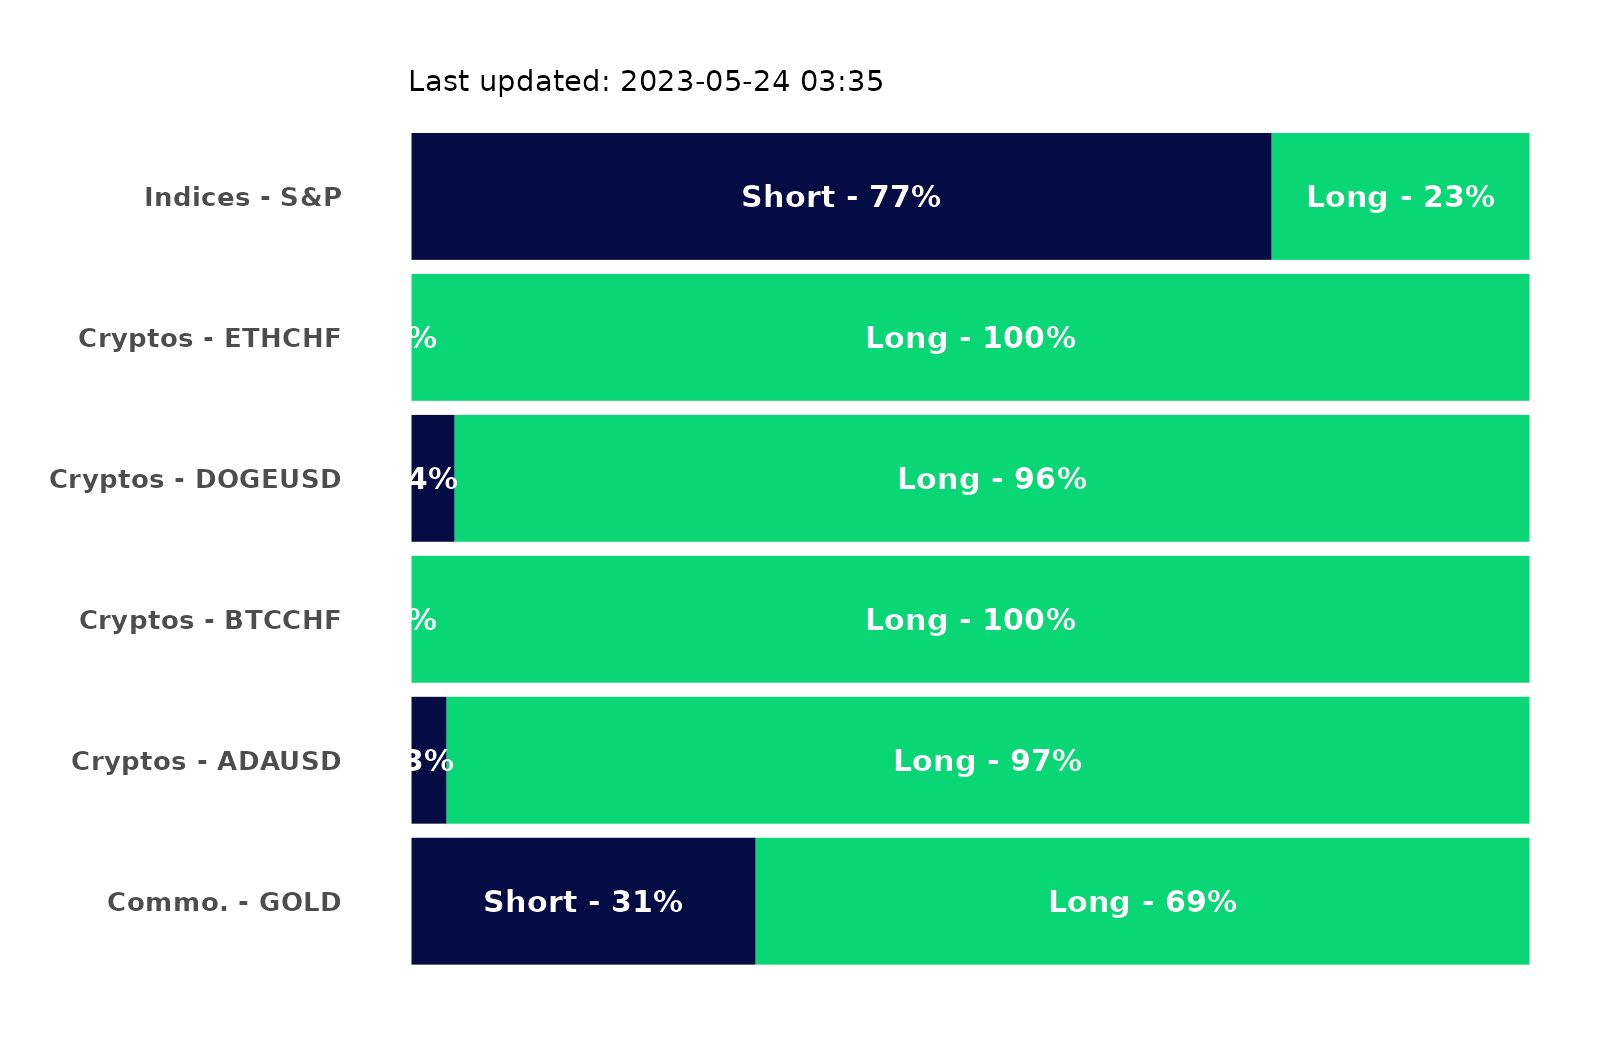 Last updated: 2023-05-24 03:35
Indices - S&P Short - 77% Long - 23%
Cryptos - ETHCHF % Long - 100%
Cryptos - DOGEUSD 4% Long - 96%
Cryptos - BTCCHF % Long - 100%
Cryptos - ADAUSD 3% Long - 97%
Commo. - GOLD Short - 31% Long - 69%